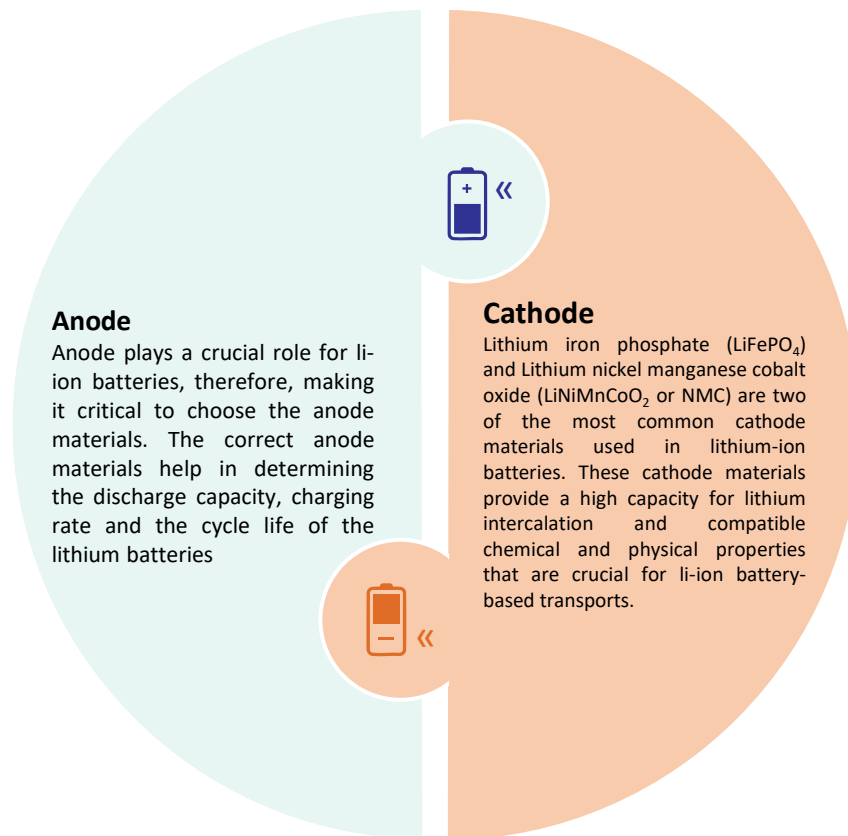 +
«
Anode
Anode plays a crucial role for li-
ion batteries, therefore, making
it critical to choose the anode
materials. The correct anode
materials help in determining
the discharge capacity, charging
rate and the cycle life of the
lithium batteries
Cathode
Lithium iron phosphate (LiFePO₄)
and Lithium nickel manganese cobalt
oxide (LiNiMnCoO₂ or NMC) are two
of the most common cathode
materials used in lithium-ion
batteries. These cathode materials
provide a high capacity for lithium
intercalation and compatible
chemical and physical properties
that are crucial for li-ion battery-
based transports.
−
«